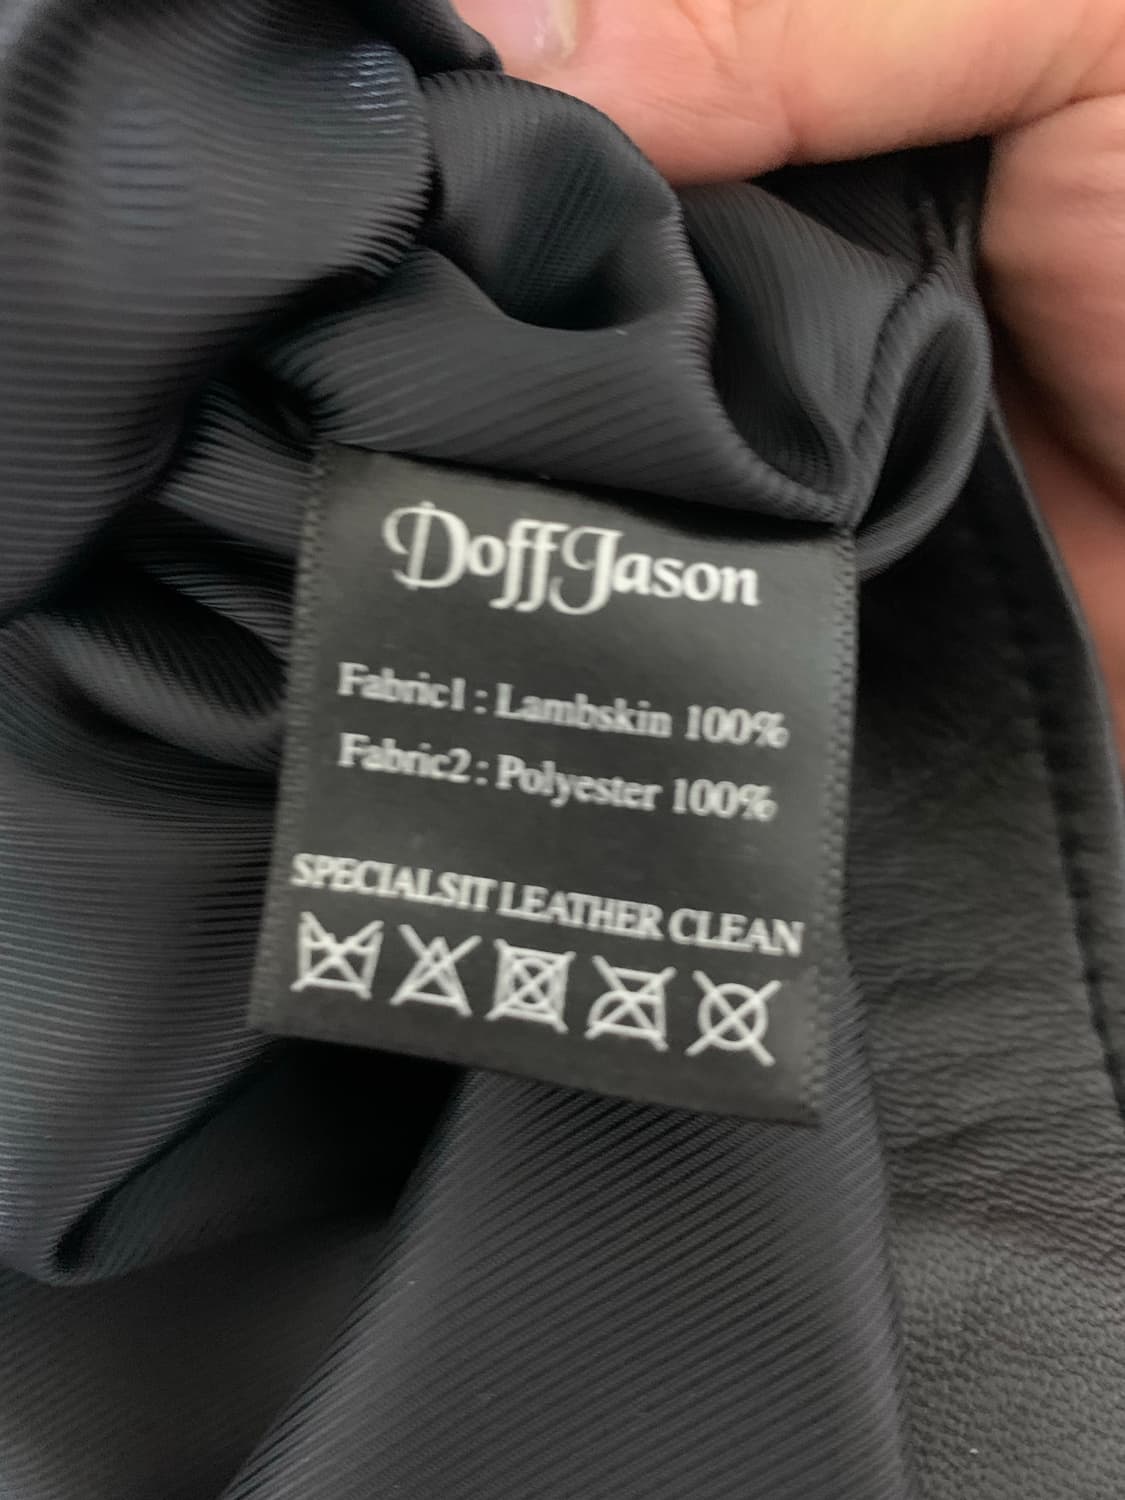 DoffJason
Fabric1 : Lambskin 100%
Fabric2 : Polyester 100%
SPECIALSIT LEATHER CLEAN